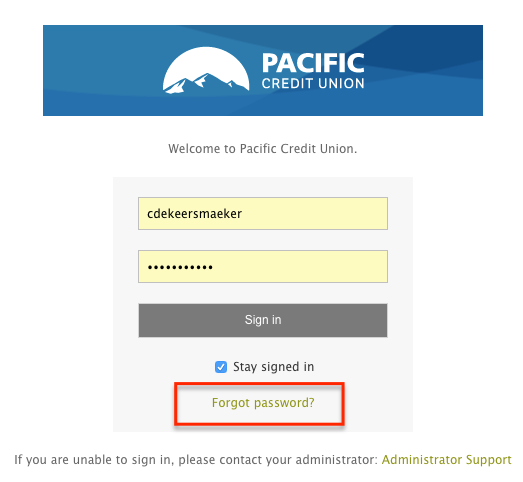 PACIFIC
CREDIT UNION
Welcome to Pacific Credit Union.
cdekeersmaeker
•••••••••••
Sign in
Stay signed in
Forgot password?
If you are unable to sign in, please contact your administrator: Administrator Support